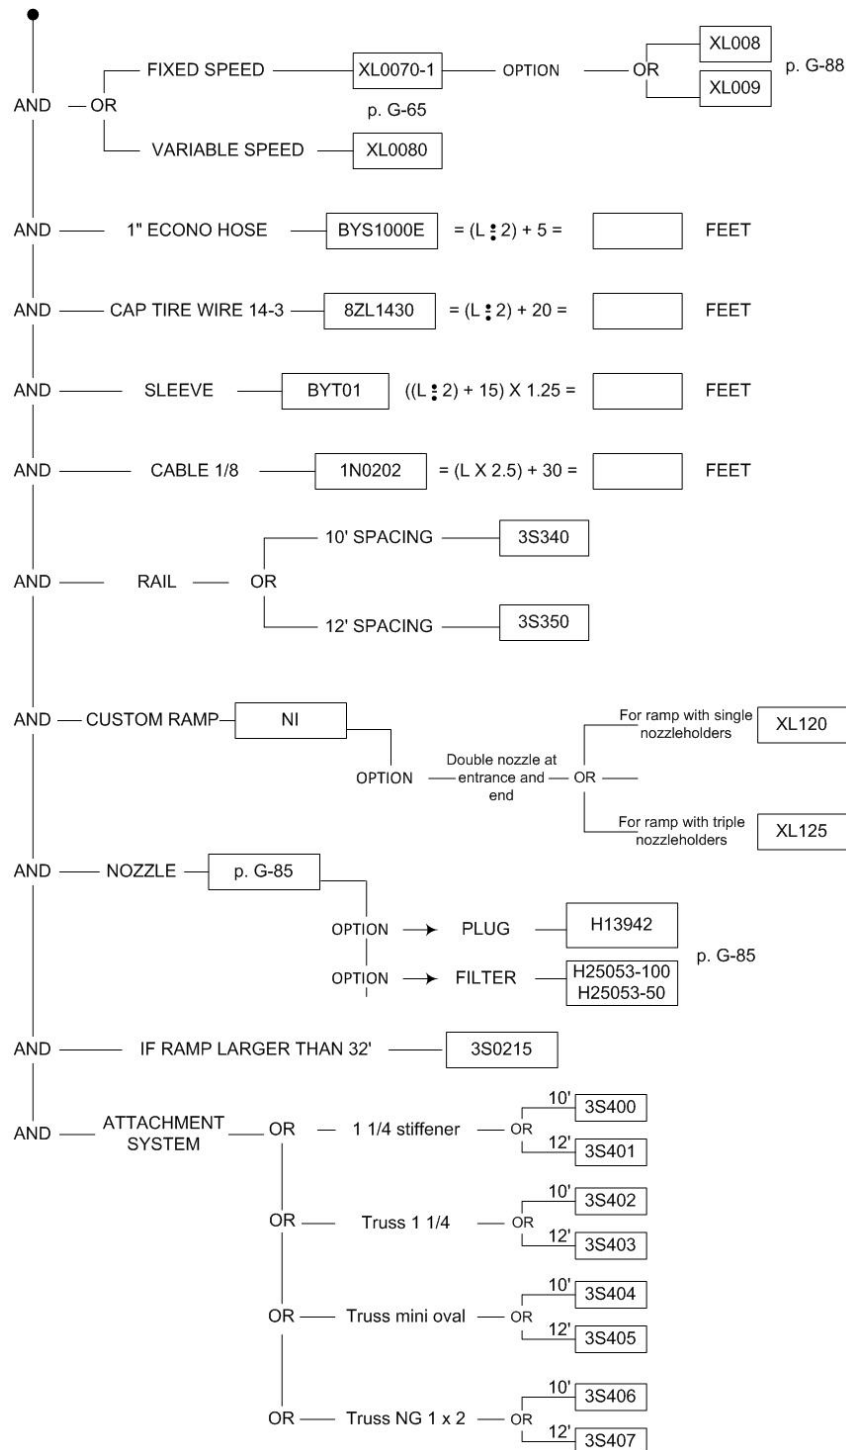 AND OR FIXED SPEED XL0070-1 OPTION OR XL008 p. G-88
XL009
p. G-65
VARIABLE SPEED XL0080
AND 1" ECONO HOSE BYS1000E = (L ÷ 2) + 5 = FEET
AND CAP TIRE WIRE 14-3 8ZL1430 = (L ÷ 2) + 20 = FEET
AND SLEEVE BYT01 ((L ÷ 2) + 15) X 1.25 = FEET
AND CABLE 1/8 1N0202 = (L X 2.5) + 30 = FEET
AND RAIL OR
10' SPACING 3S340
12' SPACING 3S350
AND CUSTOM RAMP NI
OPTION
Double nozzle at
entrance and
end
OR
For ramp with single
nozzleholders
XL120
For ramp with triple
nozzleholders
XL125
AND NOZZLE p. G-85
OPTION PLUG H13942
p. G-85
OPTION FILTER H25053-100
H25053-50
AND IF RAMP LARGER THAN 32' 3S0215
AND ATTACHMENT
SYSTEM
OR 1 1/4 stiffener OR
10' 3S400
12' 3S401
OR Truss 1 1/4 OR
10' 3S402
12' 3S403
OR Truss mini oval OR
10' 3S404
12' 3S405
OR Truss NG 1 x 2 OR
10' 3S406
12' 3S407